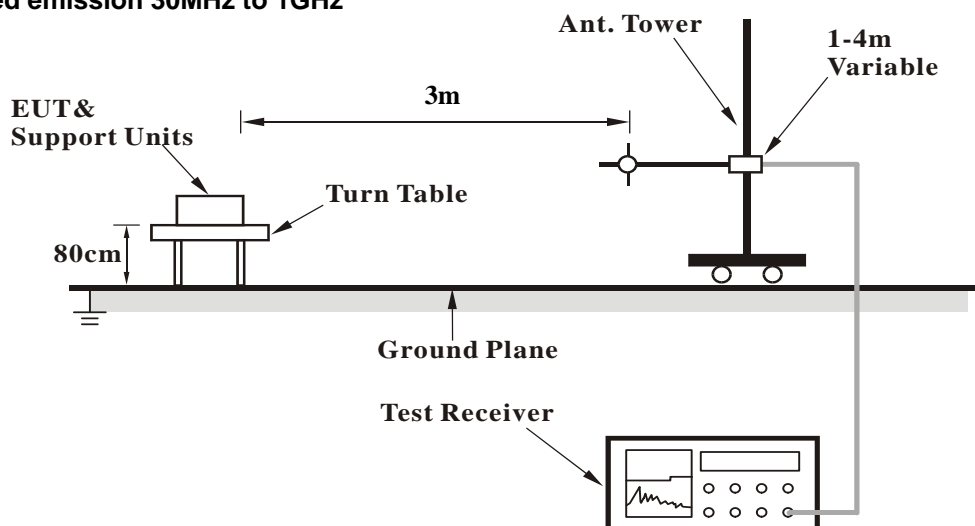 ed emission 30MHz to 1GHz
Ant. Tower
1-4m
Variable
3m
EUT&
Support Units
Turn Table
80cm
Ground Plane
Test Receiver